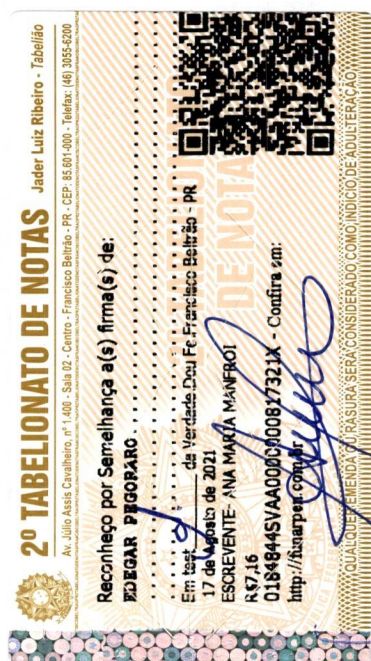 2º TABELIONATO DE NOTAS Jader Luiz Ribeiro - Tabelião
Av. Júlio Assis Cavalheiro, nº 1.400 - Sala 02 - Centro - Francisco Beltrão - PR - CEP: 85.601-000 - Telefax: (46) 3055-6200
Reconheço por Semelhança a(s) firma(s) de:
EDEGAR PEGORARO
Em test da Verdade Dou Fé Francisco Beltrão - PR
17 de Agosto de 2021
ESCREVENTE- ANA MARIA MANFROI
R$7,16
- Confira em:
http://funarpen.com.br
QUALQUER EMENDA OU RASURA SERÁ CONSIDERADO COMO INDÍCIO DE ADULTERAÇÃO